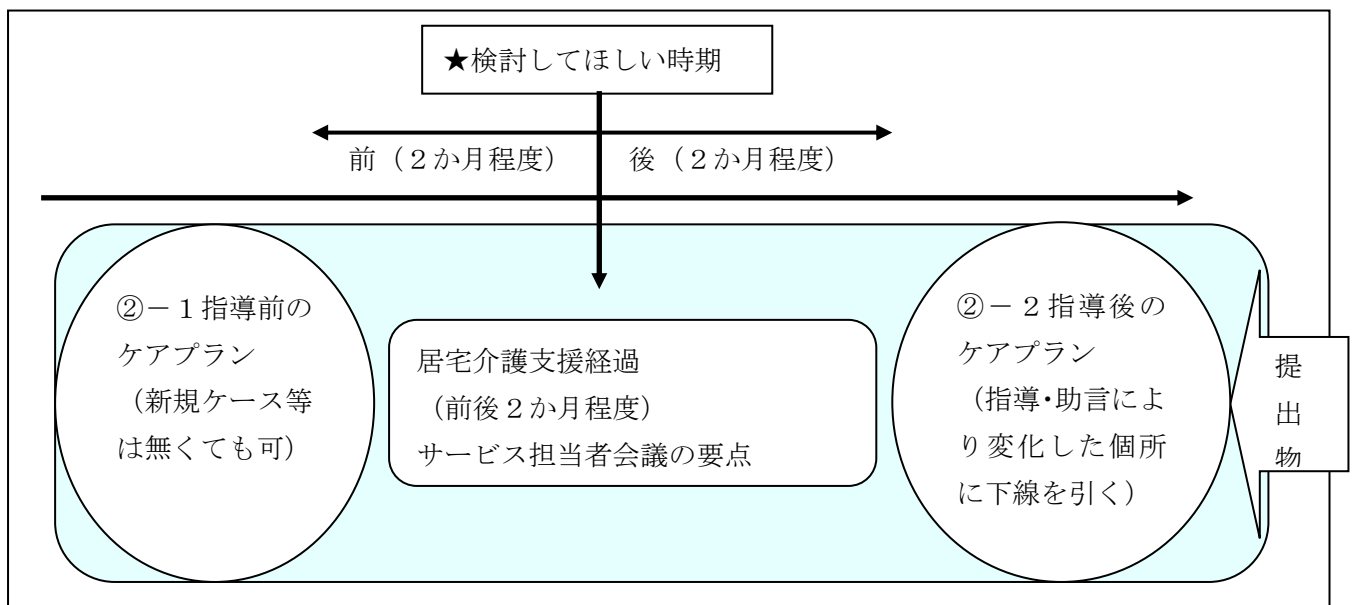 ★検討してほしい時期
前（２か月程度）
後（２か月程度）
②－１指導前の
ケアプラン
（新規ケース等
は無くても可）
居宅介護支援経過
（前後２か月程度）
サービス担当者会議の要点
②－２指導後の
ケアプラン
（指導・助言によ
り変化した個所
に下線を引く）
提
出
物